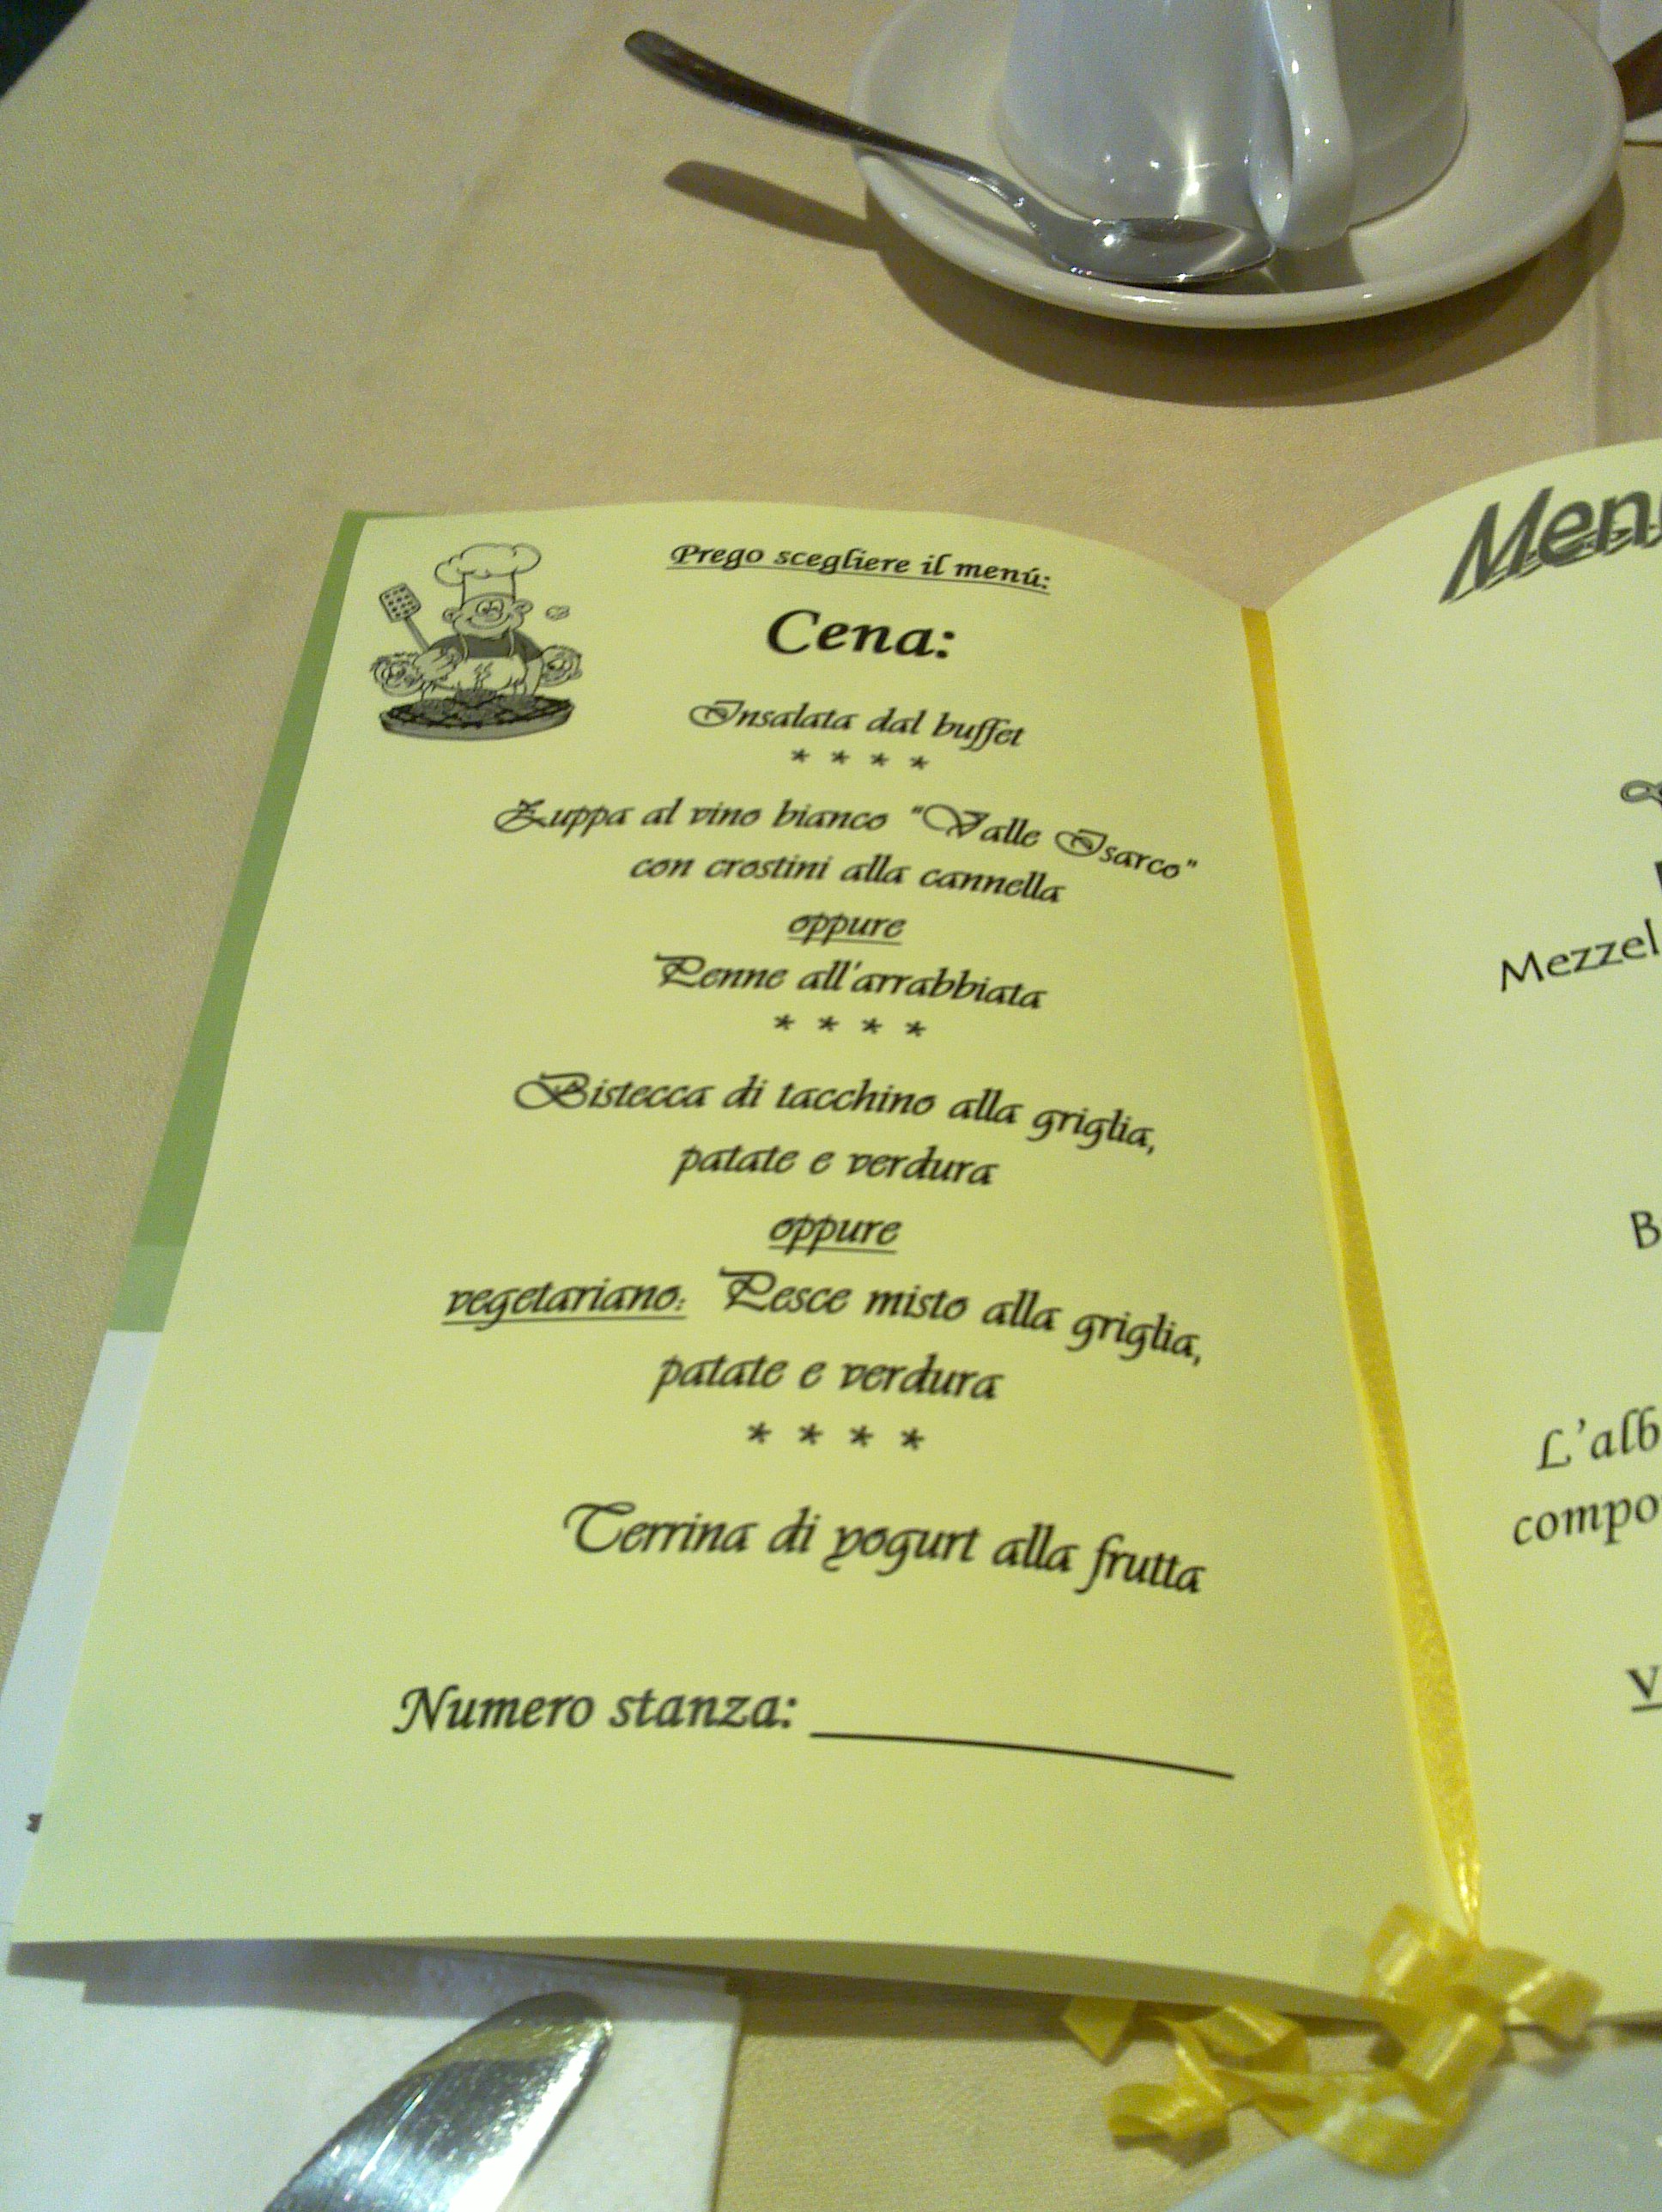 Prego scegliere il menú:
Cena:
Insalata dal buffet
* * * *
Zuppa al vino bianco "Valle Isarco"
con crostini alla cannella
oppure
Penne all'arrabbiata
* * * *
Bistecca di tacchino alla griglia,
patate e verdura
oppure
vegetariano: Pesce misto alla griglia,
patate e verdura
* * * *
Terrina di yogurt alla frutta
Numero stanza:
Men
Mezzel
B
L'alb
compo
V